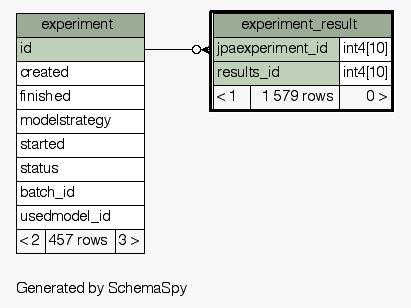 experiment
id
created
finished
modelstrategy
started
status
batch_id
usedmodel_id
< 2 457 rows 3 >
experiment_result
jpaexperiment_id int4[10]
results_id int4[10]
< 1 1 579 rows 0 >
Generated by SchemaSpy